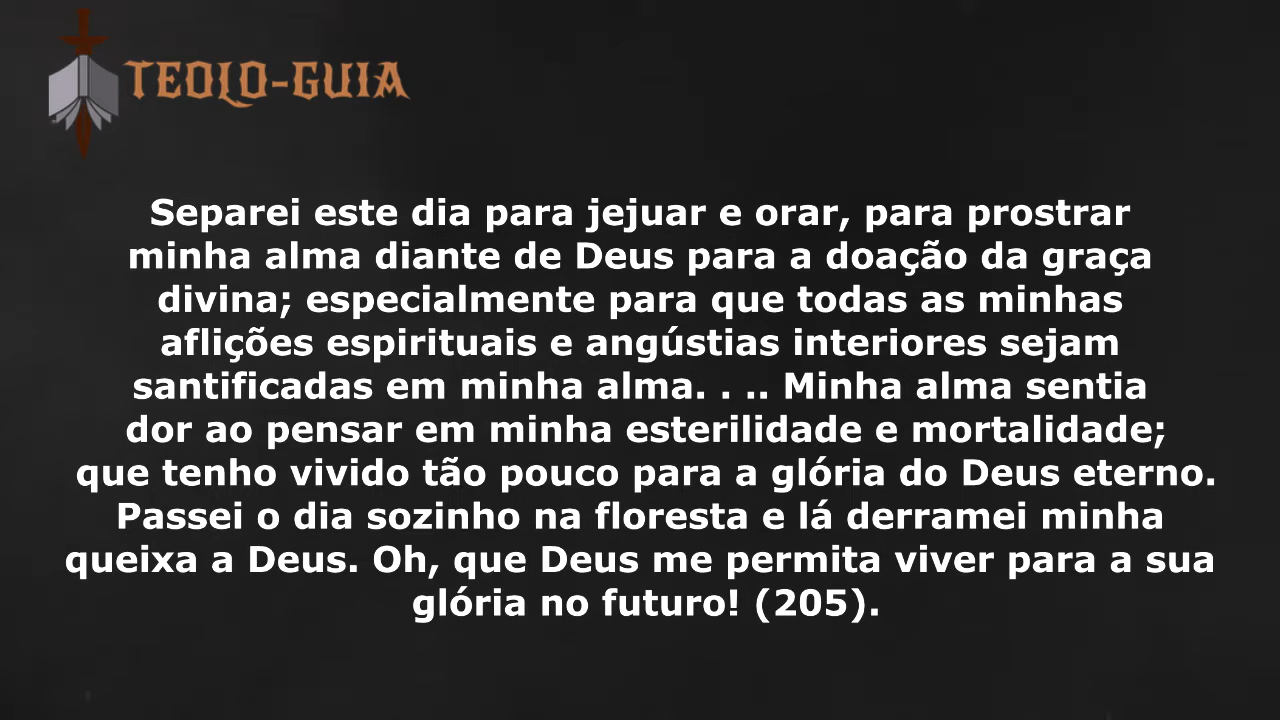 TEOLO-GUIA
Separei este dia para jejuar e orar, para prostrar
minha alma diante de Deus para a doação da graça
divina; especialmente para que todas as minhas
aflições espirituais e angústias interiores sejam
santificadas em minha alma. . .. Minha alma sentia
dor ao pensar em minha esterilidade e mortalidade;
que tenho vivido tão pouco para a glória do Deus eterno.
Passei o dia sozinho na floresta e lá derramei minha
queixa a Deus. Oh, que Deus me permita viver para a sua
glória no futuro! (205).